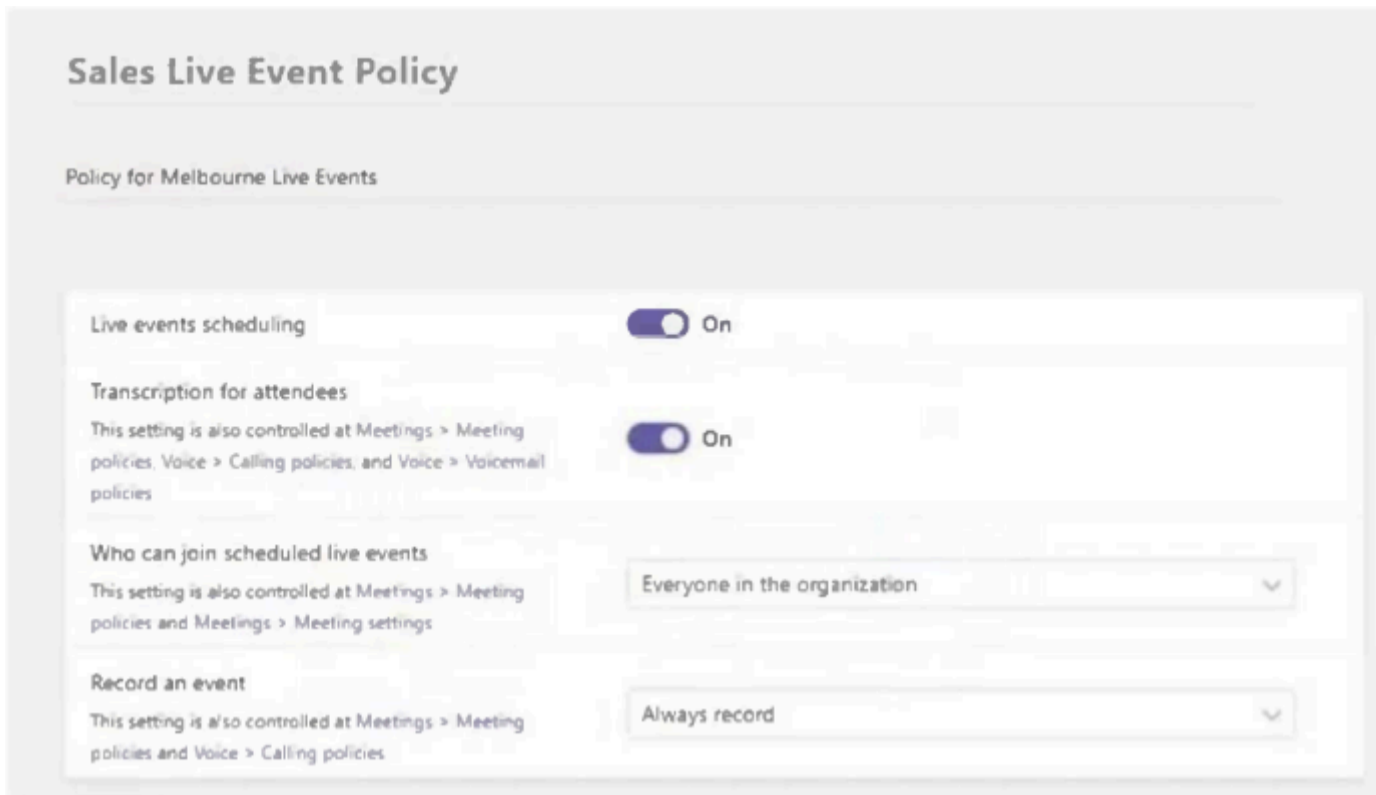 Sales Live Event Policy
Policy for Melbourne Live Events
Live events scheduling
On
Transcription for attendees
This setting is also controlled at Meetings > Meeting
policies, Voice > Calling policies, and Voice > Voicemail
policies
On
Who can join scheduled live events
This setting is also controlled at Meetings > Meeting
policies and Meetings > Meeting settings
Everyone in the organization
Record an event
This setting is also controlled at Meetings > Meeting
policies and Voice > Calling policies
Always record